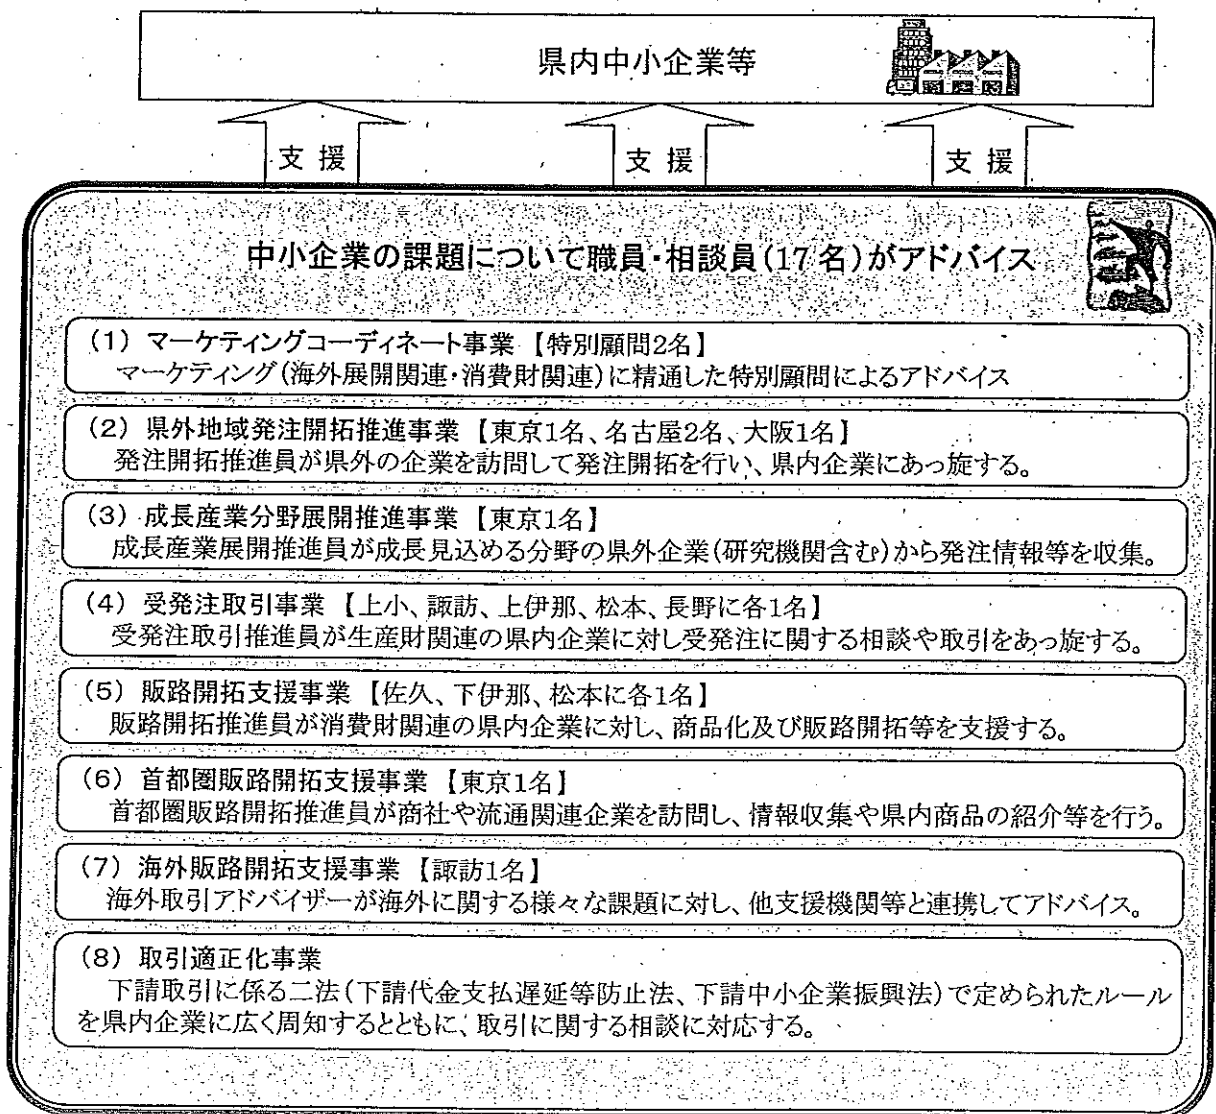 県内中小企業等
支援
支援
支援
中小企業の課題について職員・相談員(17名)がアドバイス
(1) マーケティングコーディネート事業 【特別顧問2名】
マーケティング(海外展開関連・消費財関連)に精通した特別顧問によるアドバイス
(2) 県外地域発注開拓推進事業 【東京1名、名古屋2名、大阪1名】
発注開拓推進員が県外の企業を訪問して発注開拓を行い、県内企業にあっ旋する。
(3) 成長産業分野展開推進事業 【東京1名】
成長産業展開推進員が成長見込める分野の県外企業(研究機関含む)から発注情報等を収集。
(4) 受発注取引事業 【上小、諏訪、上伊那、松本、長野に各1名】
受発注取引推進員が生産財関連の県内企業に対し受発注に関する相談や取引をあっ旋する。
(5) 販路開拓支援事業 【佐久、下伊那、松本に各1名】
販路開拓推進員が消費財関連の県内企業に対し、商品化及び販路開拓等を支援する。
(6) 首都圏販路開拓支援事業 【東京1名】
首都圏販路開拓推進員が商社や流通関連企業を訪問し、情報収集や県内商品の紹介等を行う。
(7) 海外販路開拓支援事業 【諏訪1名】
海外取引アドバイザーが海外に関する様々な課題に対し、他支援機関等と連携してアドバイス。
(8) 取引適正化事業
下請取引に係る二法(下請代金支払遅延等防止法、下請中小企業振興法)で定められたルール
を県内企業に広く周知するとともに、取引に関する相談に対応する。